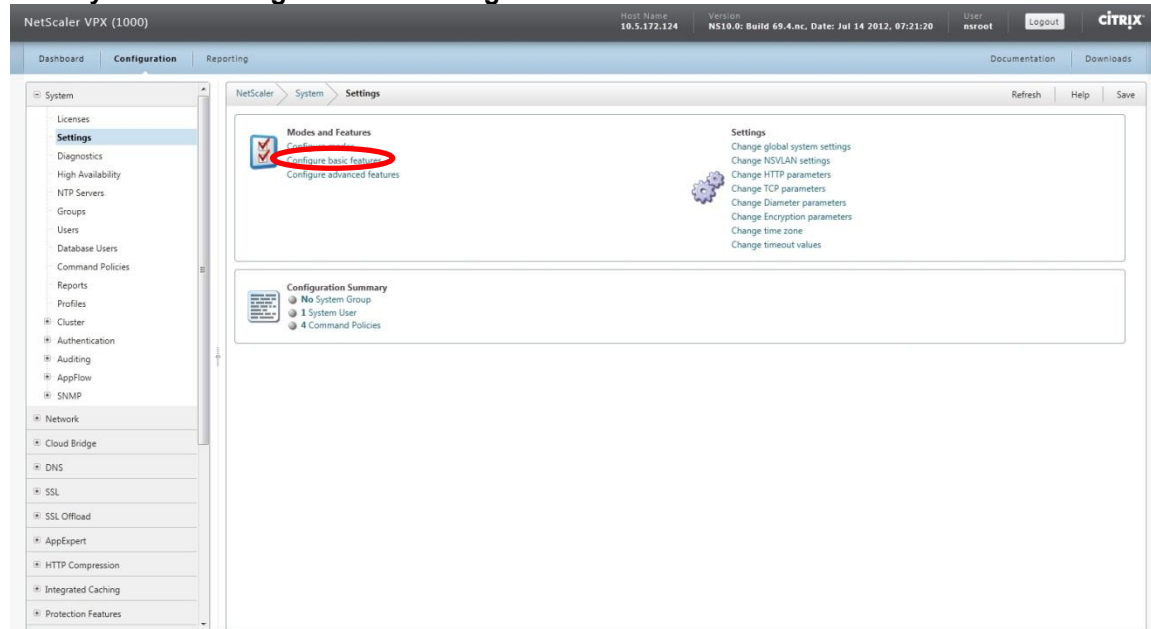 NetScaler VPX (1000)
Host Name
10.5.172.124
Version
NS10.0: Build 69.4.nc, Date: Jul 14 2012, 07:21:20
User
nsroot
Logout
CİTRİX
Dashboard
Configuration
Reporting
Documentation
Downloads
System
Licenses
Settings
Diagnostics
High Availability
NTP Servers
Groups
Users
Database Users
Command Policies
Reports
Profiles
Cluster
Authentication
Auditing
AppFlow
SNMP
Network
Cloud Bridge
DNS
SSL
SSL Offload
AppExpert
HTTP Compression
Integrated Caching
Protection Features
NetScaler
System
Settings
Refresh
Help
Save
Modes and Features
Configure modes
Configure basic features
Configure advanced features
Settings
Change global system settings
Change NSVLAN settings
Change HTTP parameters
Change TCP parameters
Change Diameter parameters
Change Encryption parameters
Change time zone
Change timeout values
Configuration Summary
No System Group
1 System User
4 Command Policies